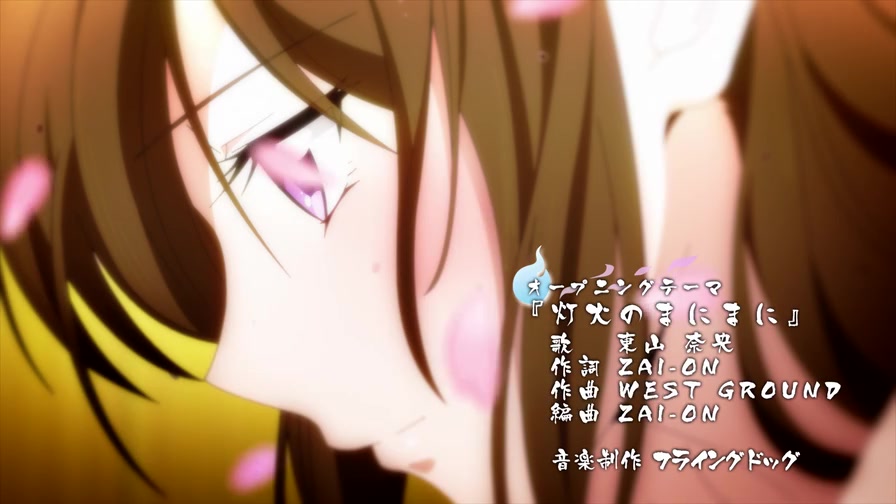 オープニングテーマ
『灯火のまにまに』
歌 東山 奈央
作詞 ZAI-ON
作曲 WEST GROUND
編曲 ZAI-ON
音楽制作 フライングドッグ